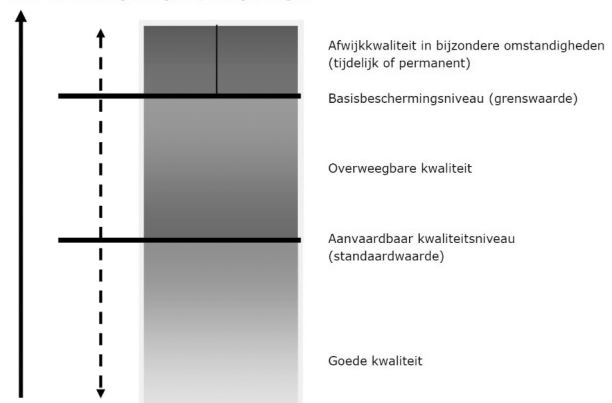 Afwijkkwaliteit in bijzondere omstandigheden
(tijdelijk of permanent)
Basisbeschermingsniveau (grenswaarde)
Overweegbare kwaliteit
Aanvaardbaar kwaliteitsniveau
(standaardwaarde)
Goede kwaliteit